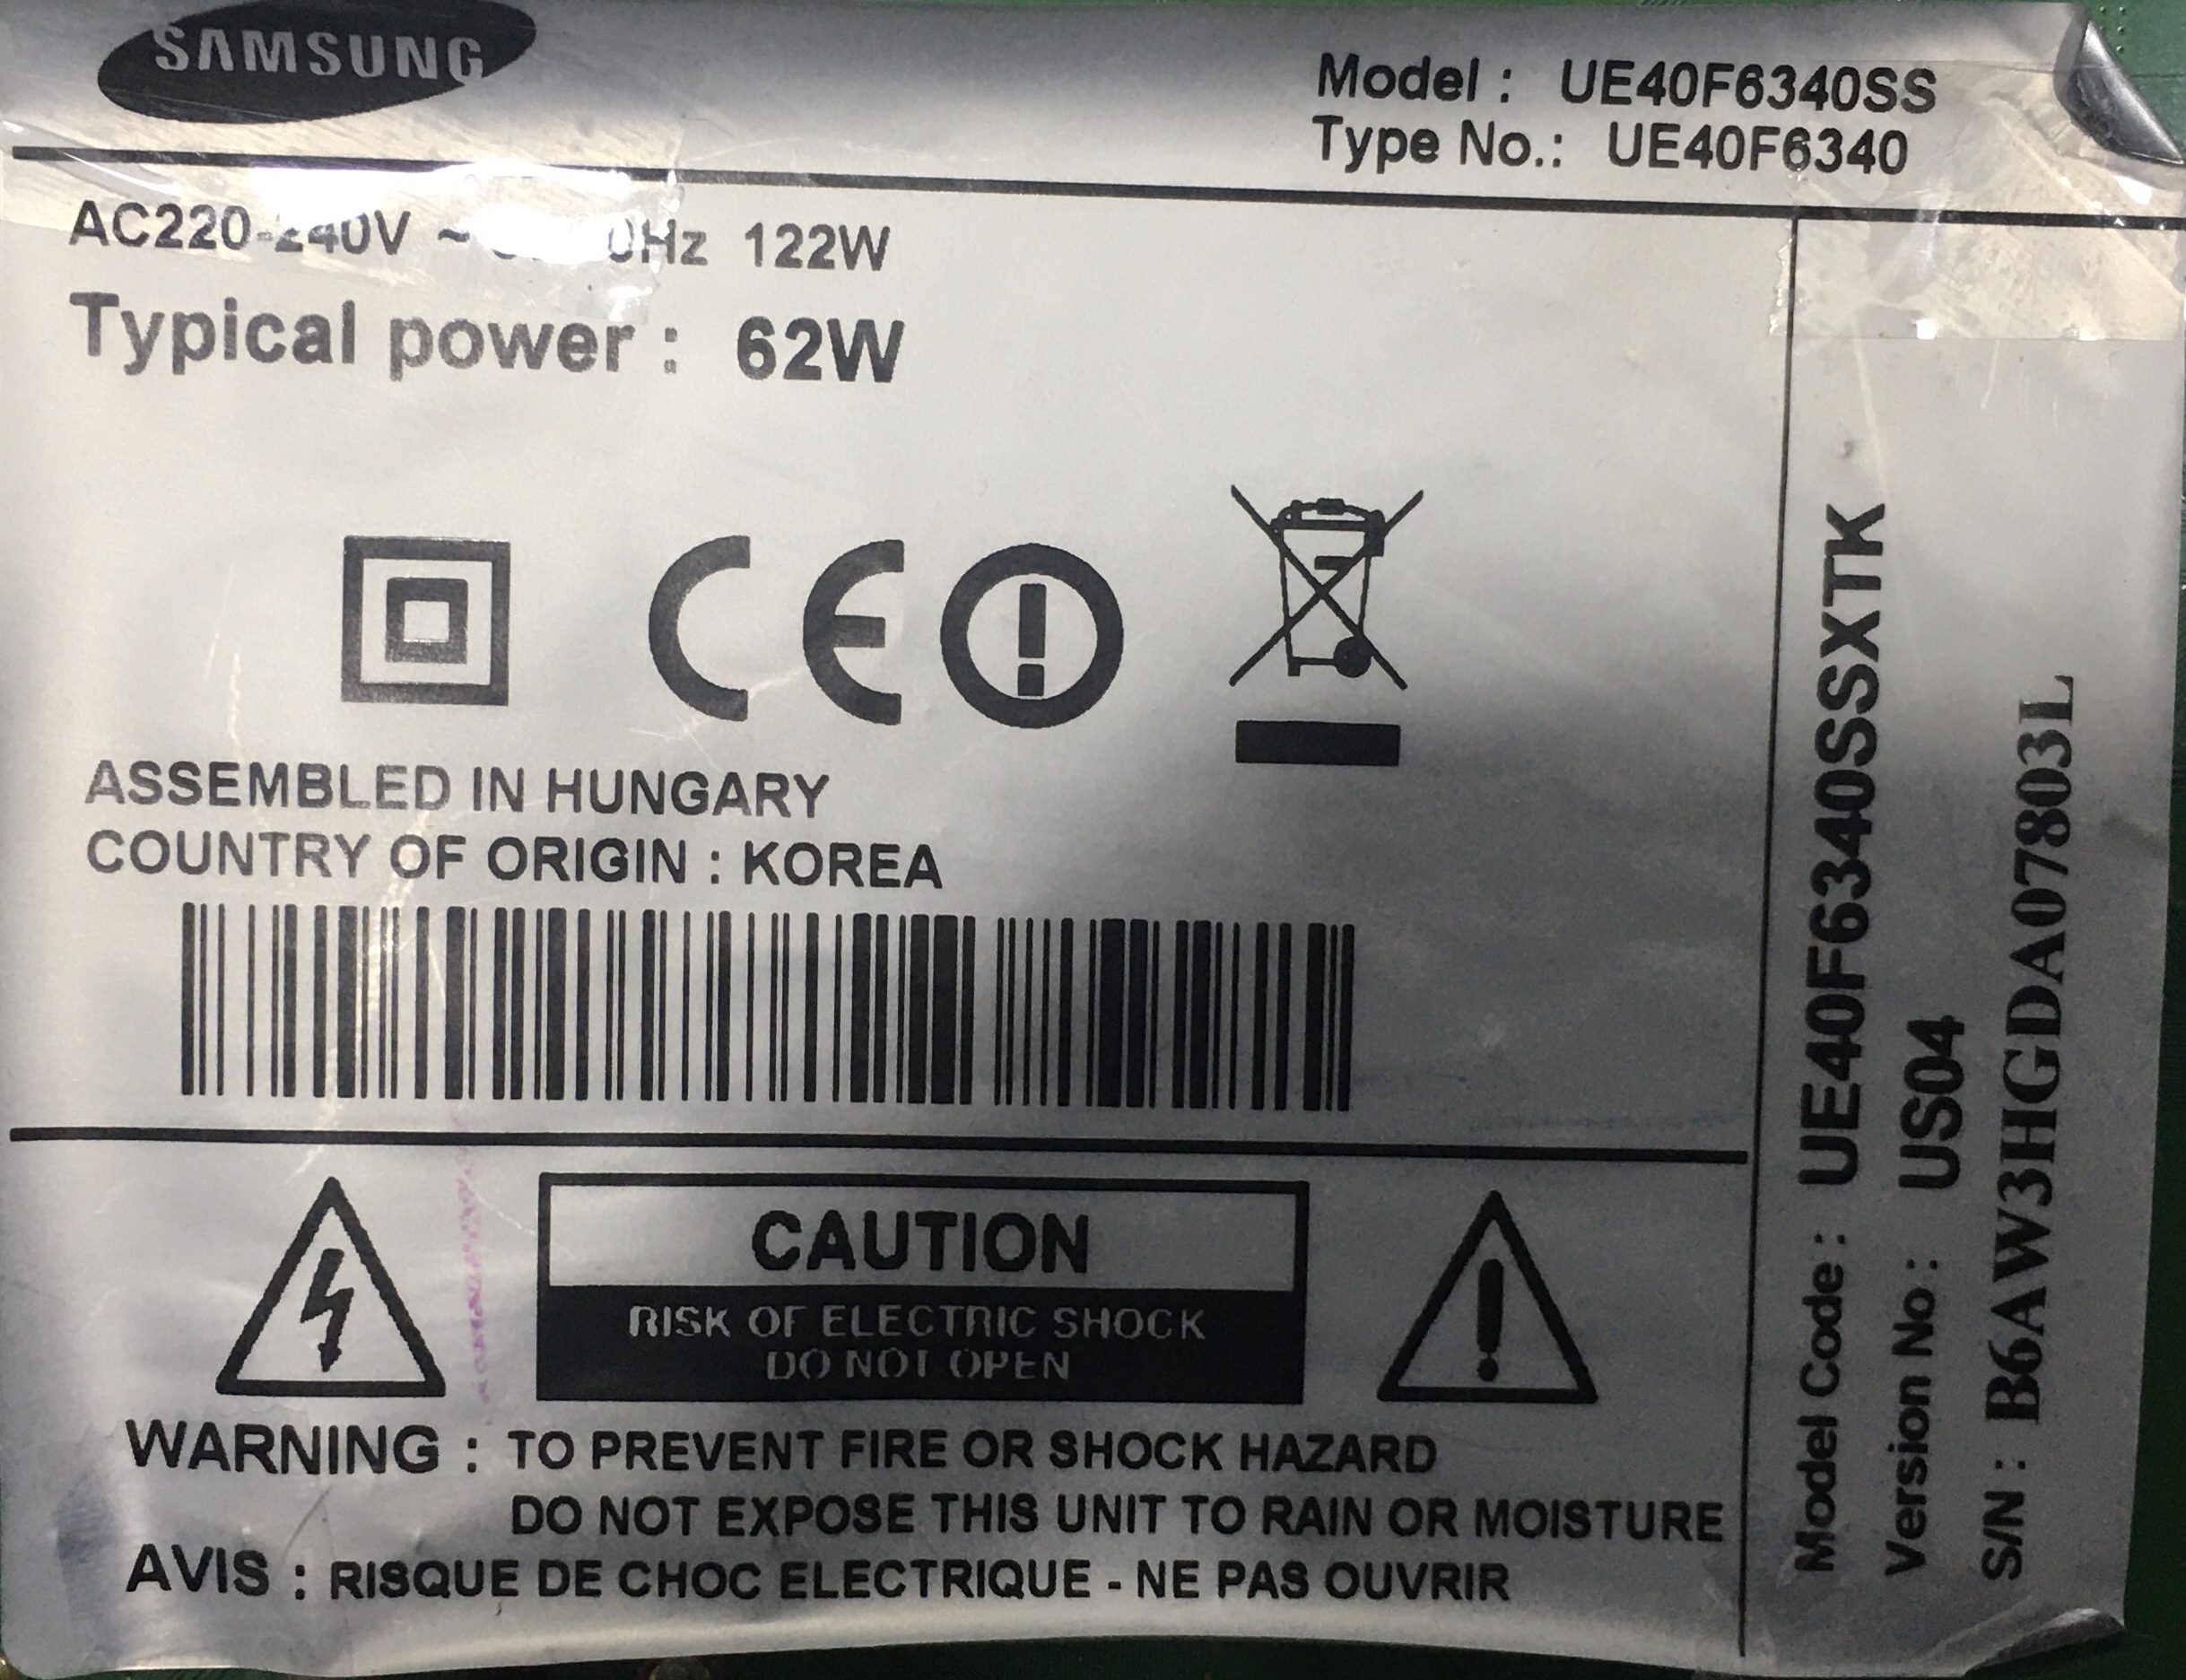 SAMSUNG
Model : UE40F6340SS
Type No.: UE40F6340
AC220-240V ~ 122W
Typical power : 62W
CE
ASSEMBLED IN HUNGARY
COUNTRY OF ORIGIN : KOREA
CAUTION
RISK OF ELECTRIC SHOCK
DO NOT OPEN
WARNING : TO PREVENT FIRE OR SHOCK HAZARD
DO NOT EXPOSE THIS UNIT TO RAIN OR MOISTURE
AVIS : RISQUE DE CHOC ELECTRIQUE - NE PAS OUVRIR
Model Code : UE40F6340SSXTK
Version No : US04
S/N : B6AW3HGDA07803L